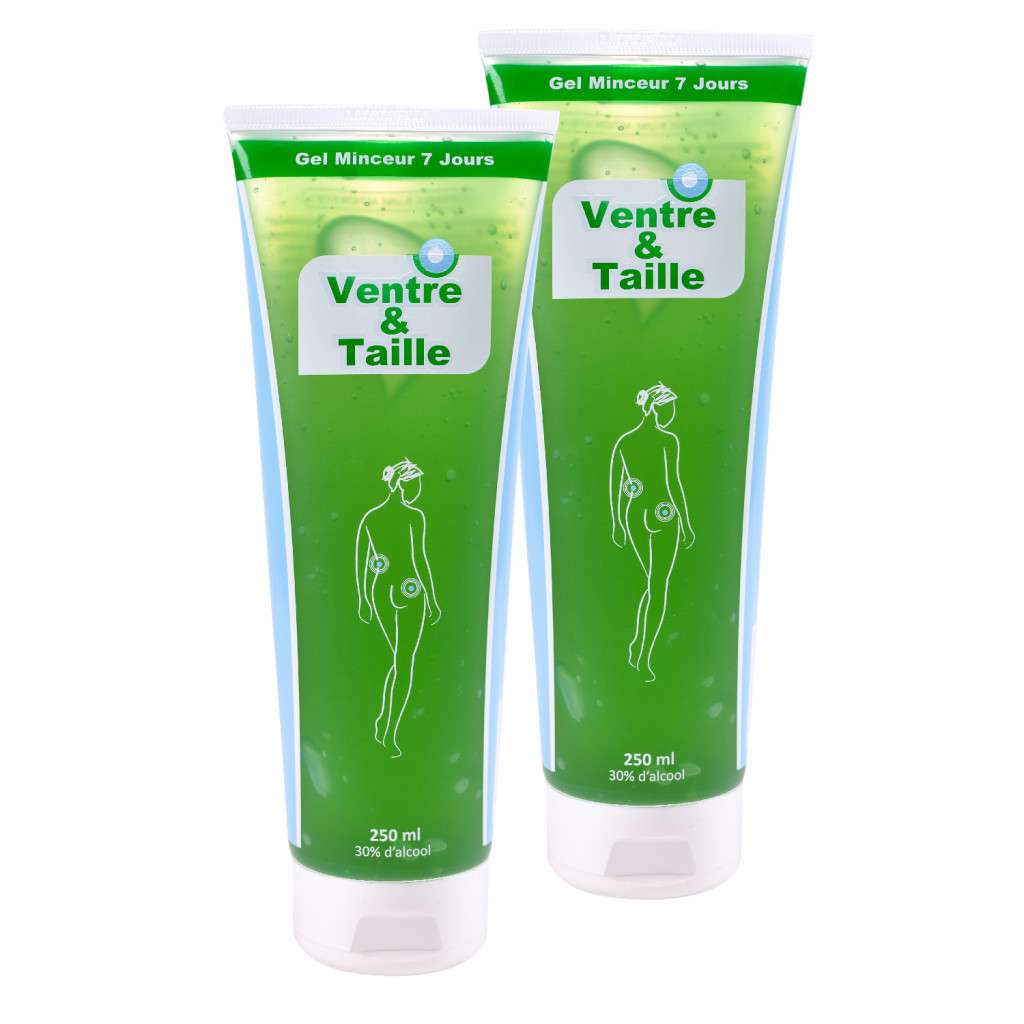 Gel Minceur 7 Jours
Ventre
&
Taille
250 ml
30% d'alcool
Gel Minceur 7 Jours
Ventre
&
Taille
250 ml
30% d'alcool